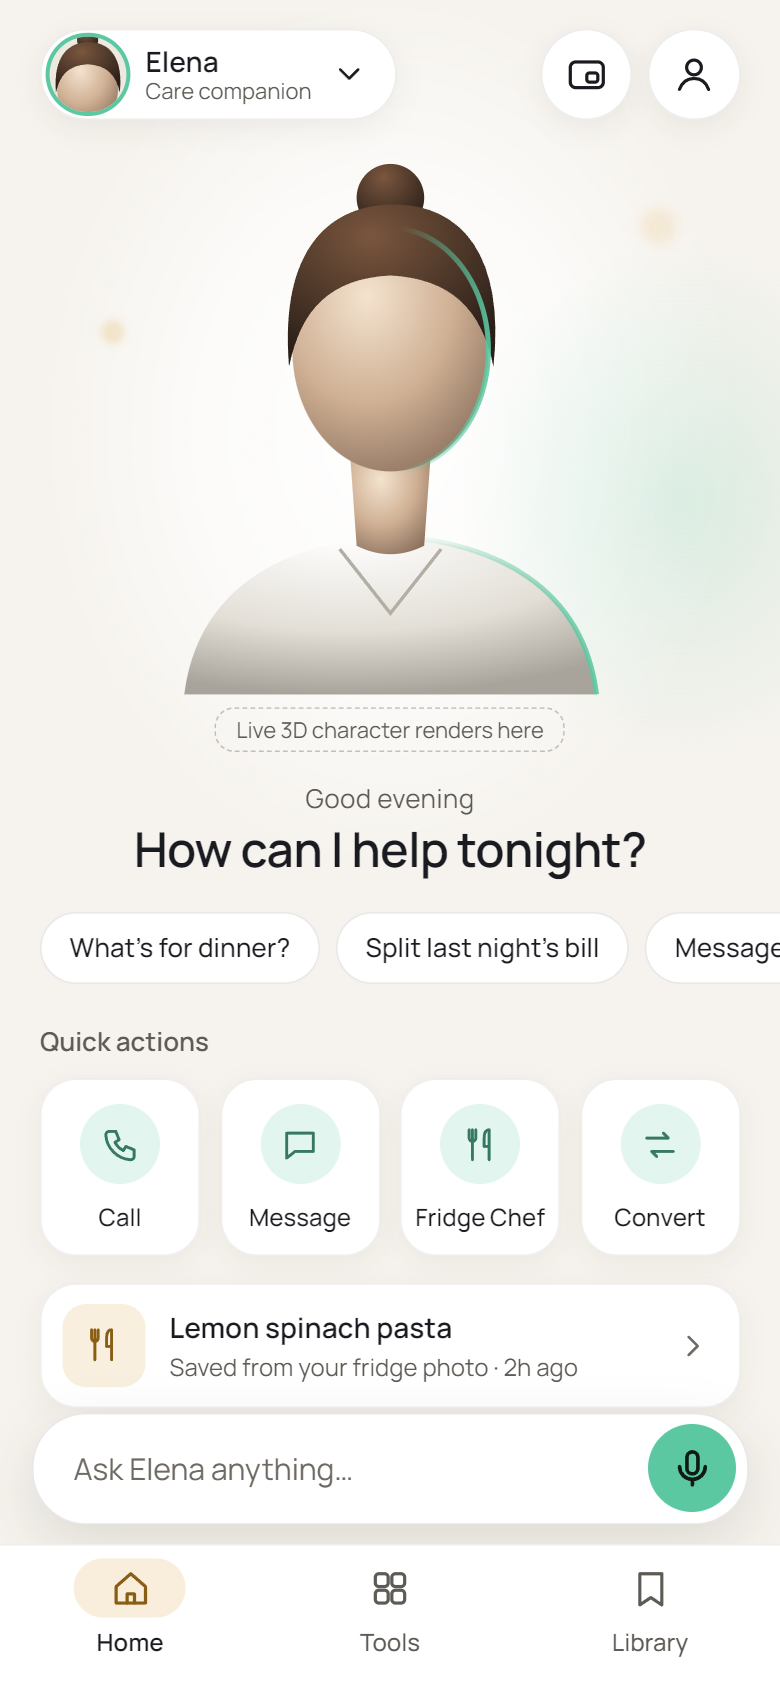 Elena
Care companion
Live 3D character renders here
Good evening
How can I help tonight?
What's for dinner?
Split last night's bill
Message
Quick actions
Call
Message
Fridge Chef
Convert
Lemon spinach pasta
Saved from your fridge photo · 2h ago
Ask Elena anything...
Home
Tools
Library